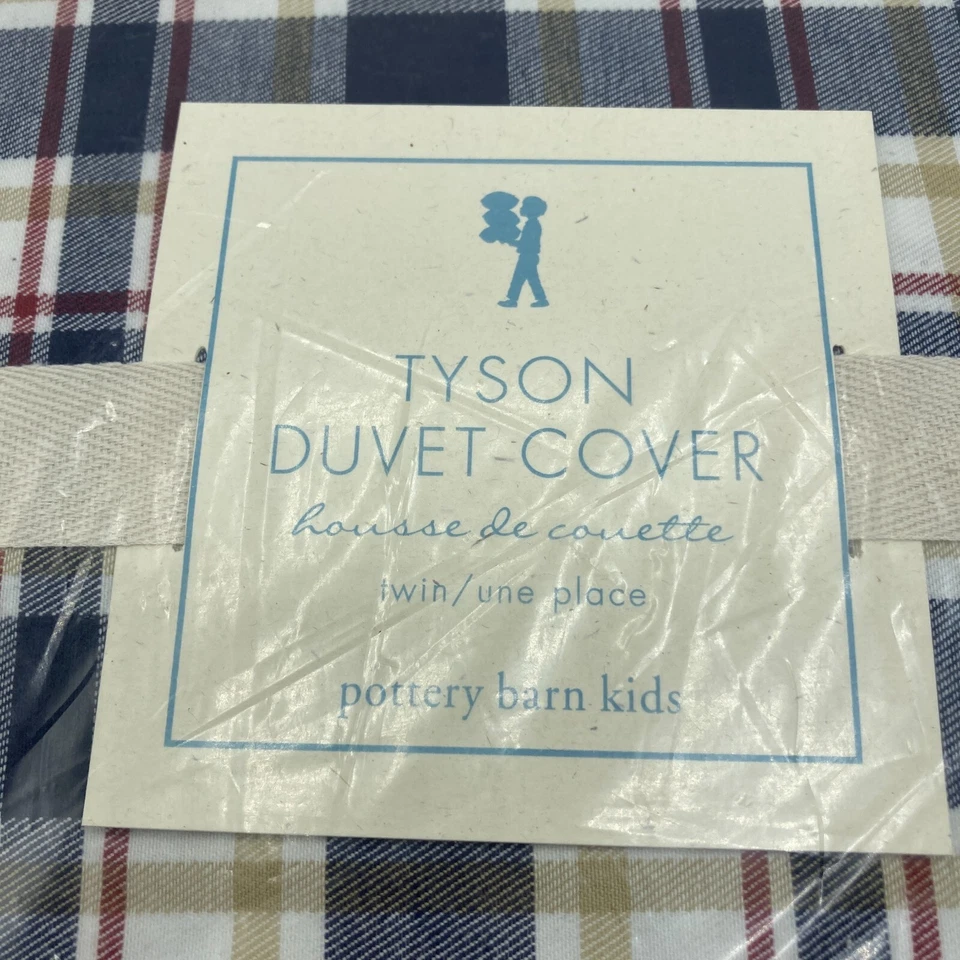 TYSON
DUVET COVER
housse de couette
twin/une place
pottery barn kids